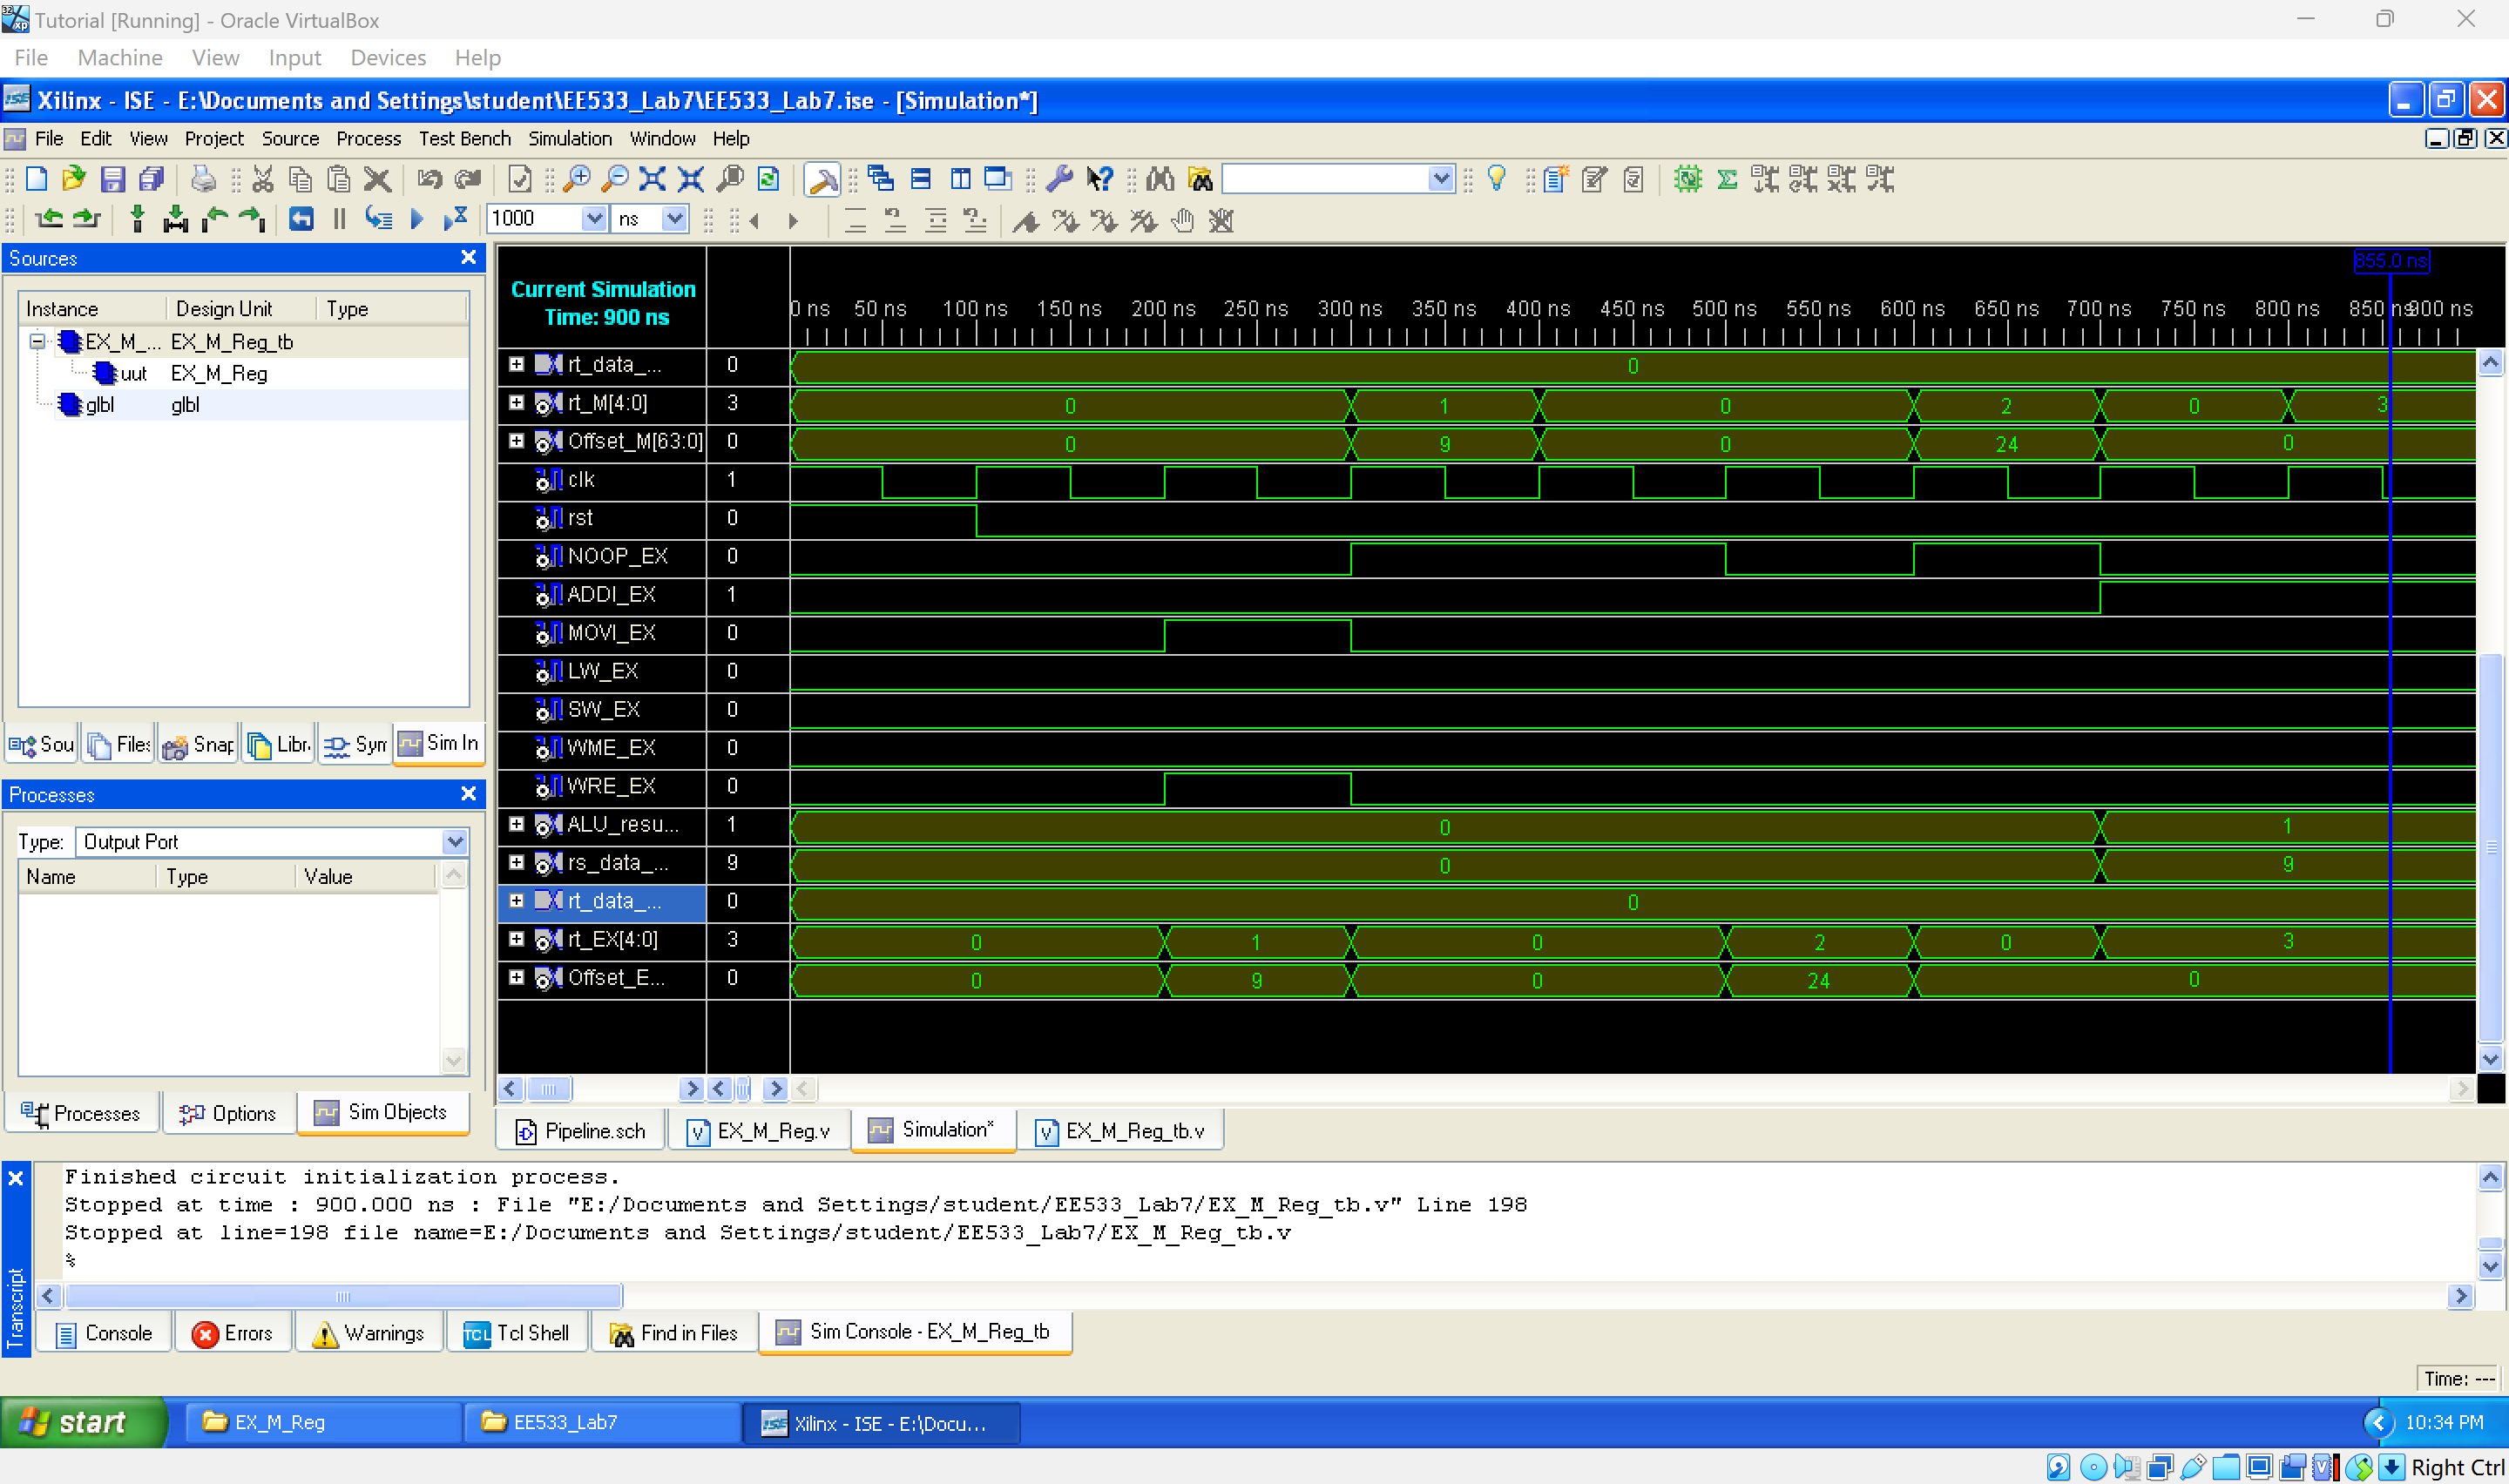 Tutorial [Running] - Oracle VirtualBox
File Machine View Input Devices Help
Xilinx - ISE - E:\Documents and Settings\student\EE533_Lab7\EE533_Lab7.ise - [Simulation*]
File Edit View Project Source Process Test Bench Simulation Window Help
1000 ns
Sources
Instance Design Unit Type
EX_M_... EX_M_Reg_tb
uut EX_M_Reg
glbl glbl
Sou Files Snap Libr. Sym Sim In
Processes
Type: Output Port
Name Type Value
Processes Options Sim Objects
855.0 ns
Current Simulation
Time: 900 ns
0 ns 50 ns 100 ns 150 ns 200 ns 250 ns 300 ns 350 ns 400 ns 450 ns 500 ns 550 ns 600 ns 650 ns 700 ns 750 ns 800 ns 850 ns 900 ns
rt_data_... 0 0
rt_M[4:0] 3 0 1 0 2 0 3
Offset_M[63:0] 0 0 9 0 24 0
clk 1
rst 0
NOOP_EX 0
ADDI_EX 1
MOVI_EX 0
LW_EX 0
SW_EX 0
WME_EX 0
WRE_EX 0
ALU_resu... 1 0 1
rs_data_... 9 0 9
rt_data_... 0 0
rt_EX[4:0] 3 0 1 0 2 0 3
Offset_E... 0 0 9 0 24 0
Pipeline.sch EX_M_Reg.v Simulation* EX_M_Reg_tb.v
Transcript
Finished circuit initialization process.
Stopped at time : 900.000 ns : File "E:/Documents and Settings/student/EE533_Lab7/EX_M_Reg_tb.v" Line 198
Stopped at line=198 file name=E:/Documents and Settings/student/EE533_Lab7/EX_M_Reg_tb.v
%
Console Errors Warnings Tcl Shell Find in Files Sim Console - EX_M_Reg_tb
Time: ---
start EX_M_Reg EE533_Lab7 Xilinx - ISE - E:\Docu... 10:34 PM
Right Ctrl